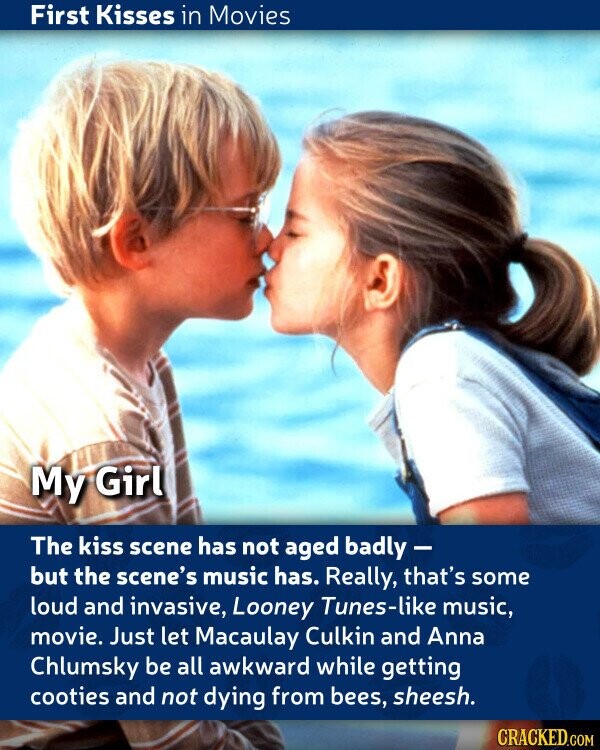 First Kisses in Movies
My Girl
The kiss scene has not aged badly —
but the scene's music has. Really, that's some
loud and invasive, Looney Tunes-like music,
movie. Just let Macaulay Culkin and Anna
Chlumsky be all awkward while getting
cooties and not dying from bees, sheesh.
CRACKED.COM